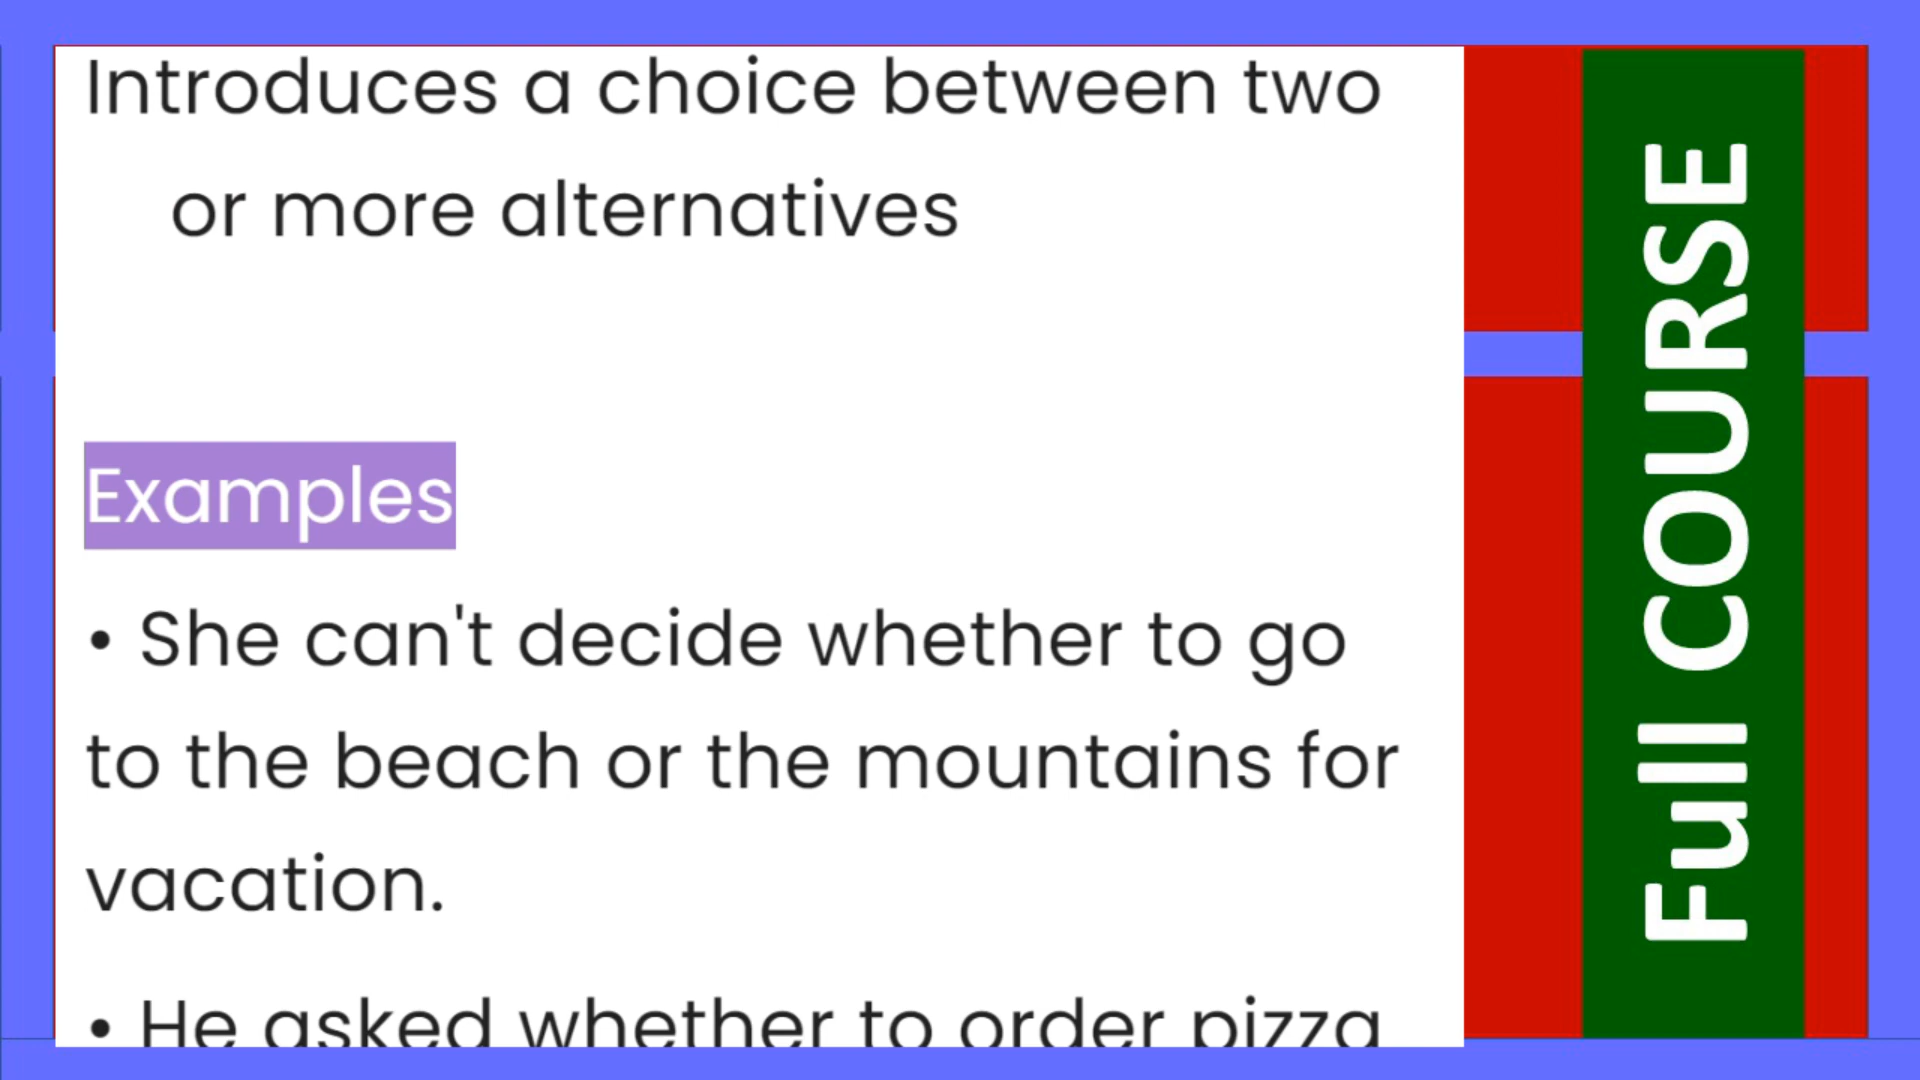 Introduces a choice between two
or more alternatives
Examples
• She can't decide whether to go
to the beach or the mountains for
vacation.
• He asked whether to order pizza
Full COURSE